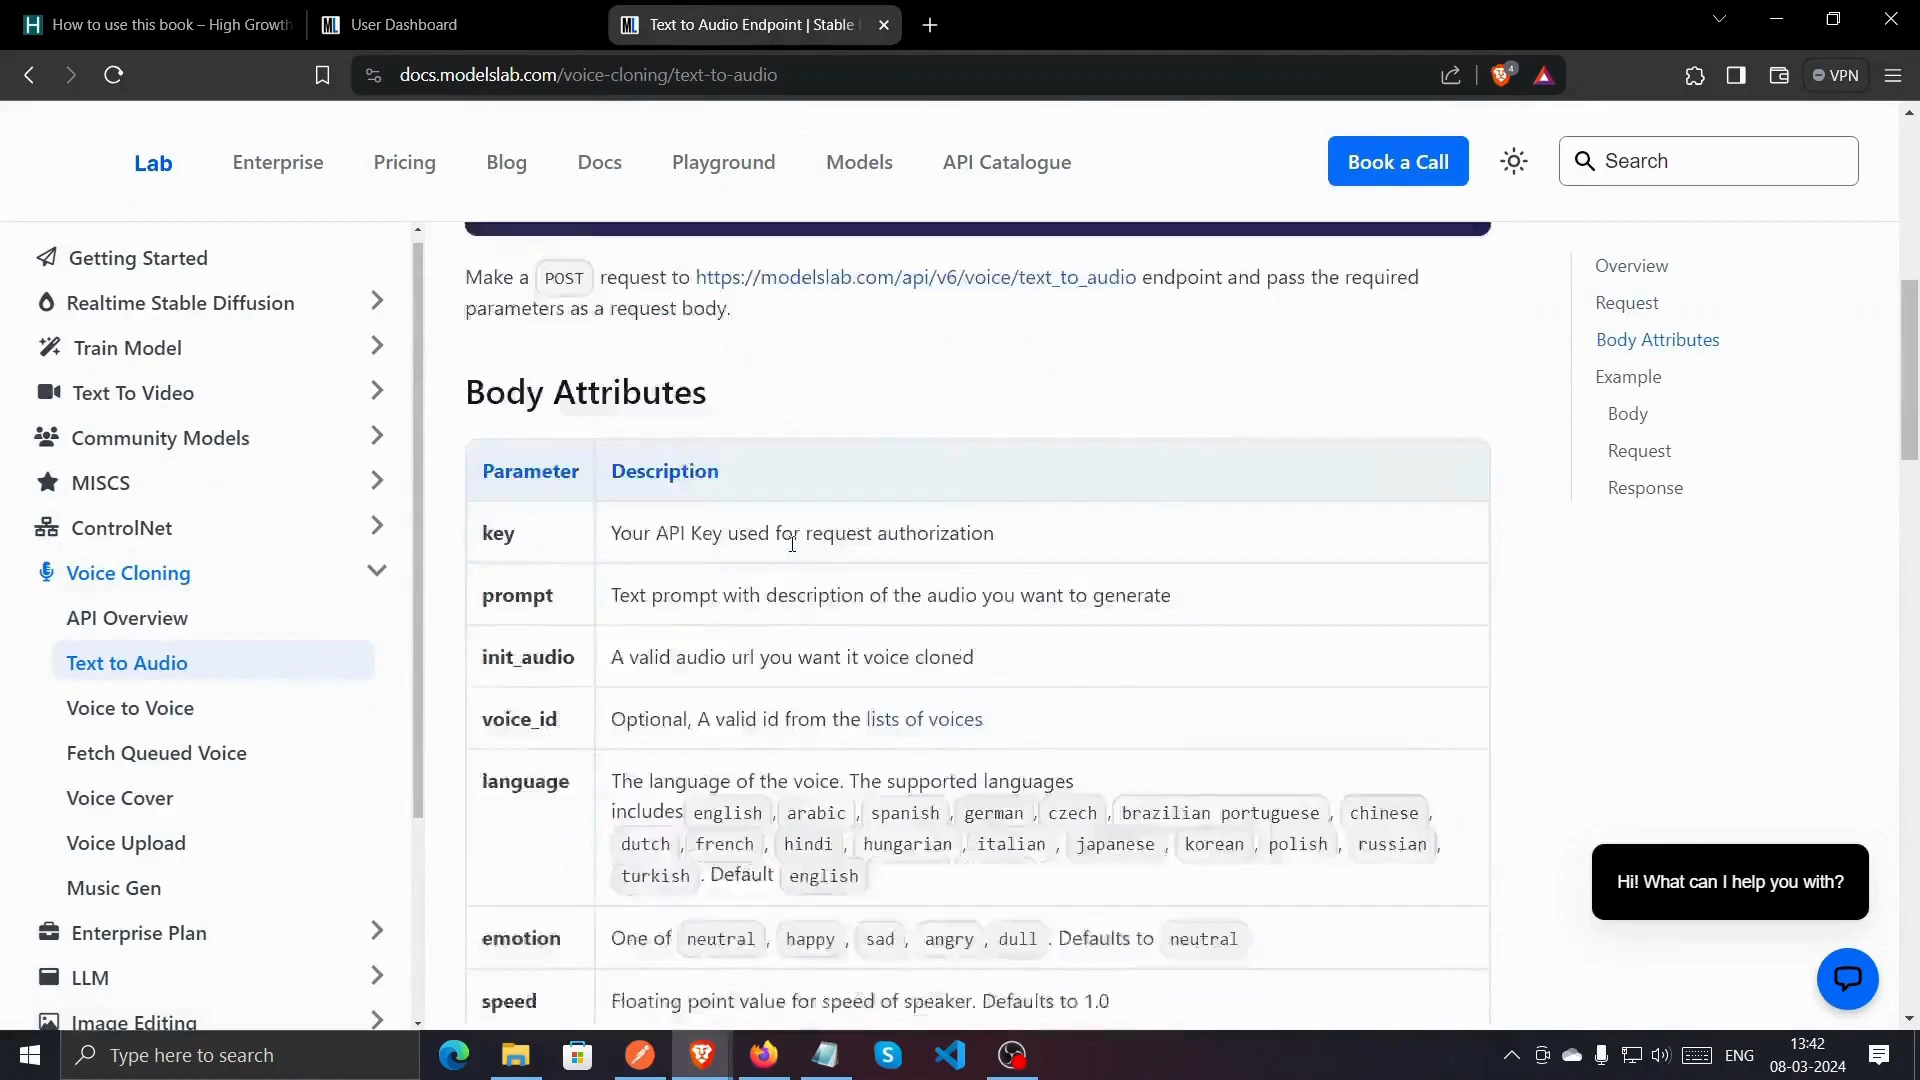 How to use this book – High Growth
User Dashboard
Text to Audio Endpoint | Stable
docs.modelslab.com/voice-cloning/text-to-audio
4
VPN
Lab
Enterprise
Pricing
Blog
Docs
Playground
Models
API Catalogue
Book a Call
Search
Getting Started
Realtime Stable Diffusion
Train Model
Text To Video
Community Models
MISCS
ControlNet
Voice Cloning
API Overview
Text to Audio
Voice to Voice
Fetch Queued Voice
Voice Cover
Voice Upload
Music Gen
Enterprise Plan
LLM
Image Editing
Make a POST request to https://modelslab.com/api/v6/voice/text_to_audio endpoint and pass the required
parameters as a request body.
Body Attributes
Parameter Description
key Your API Key used for request authorization
prompt Text prompt with description of the audio you want to generate
init_audio A valid audio url you want it voice cloned
voice_id Optional, A valid id from the lists of voices
language The language of the voice. The supported languages
includes english , arabic , spanish , german , czech , brazilian portuguese , chinese ,
dutch , french , hindi , hungarian , italian , japanese , korean , polish , russian ,
turkish . Default english
emotion One of neutral , happy , sad , angry , dull . Defaults to neutral
speed Floating point value for speed of speaker. Defaults to 1.0
Overview
Request
Body Attributes
Example
Body
Request
Response
Hi! What can I help you with?
Type here to search
ENG
13:42
08-03-2024